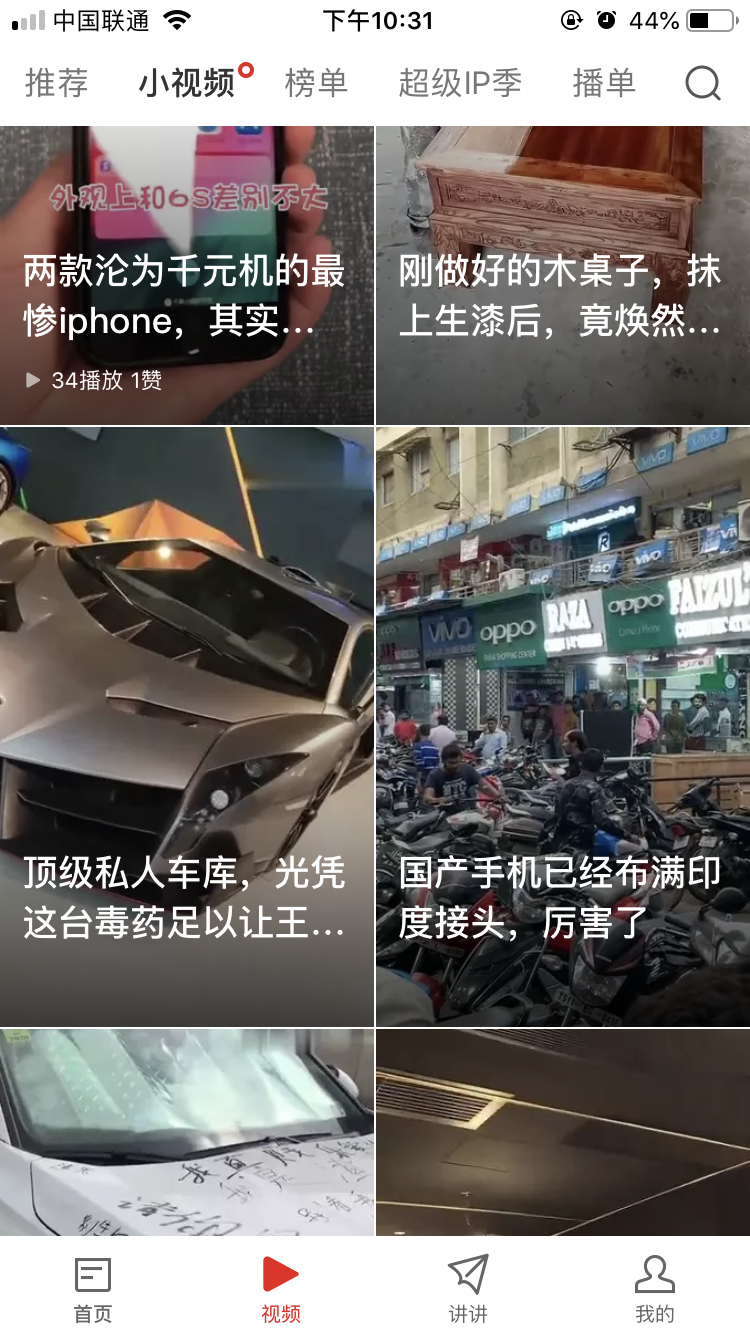 中国联通
下午10:31
44%
推荐
小视频
榜单
超级IP季
播单
外观上和6S差别不大
两款沦为千元机的最
惨iphone，其实...
34播放 1赞
刚做好的木桌子，抹
上生漆后，竟焕然...
顶级私人车库，光凭
这台毒药足以让王...
vivo
vivo
vivo
vivo
oppo
RAZA
oppo
国产手机已经布满印
度接头，厉害了
首页
视频
讲讲
我的